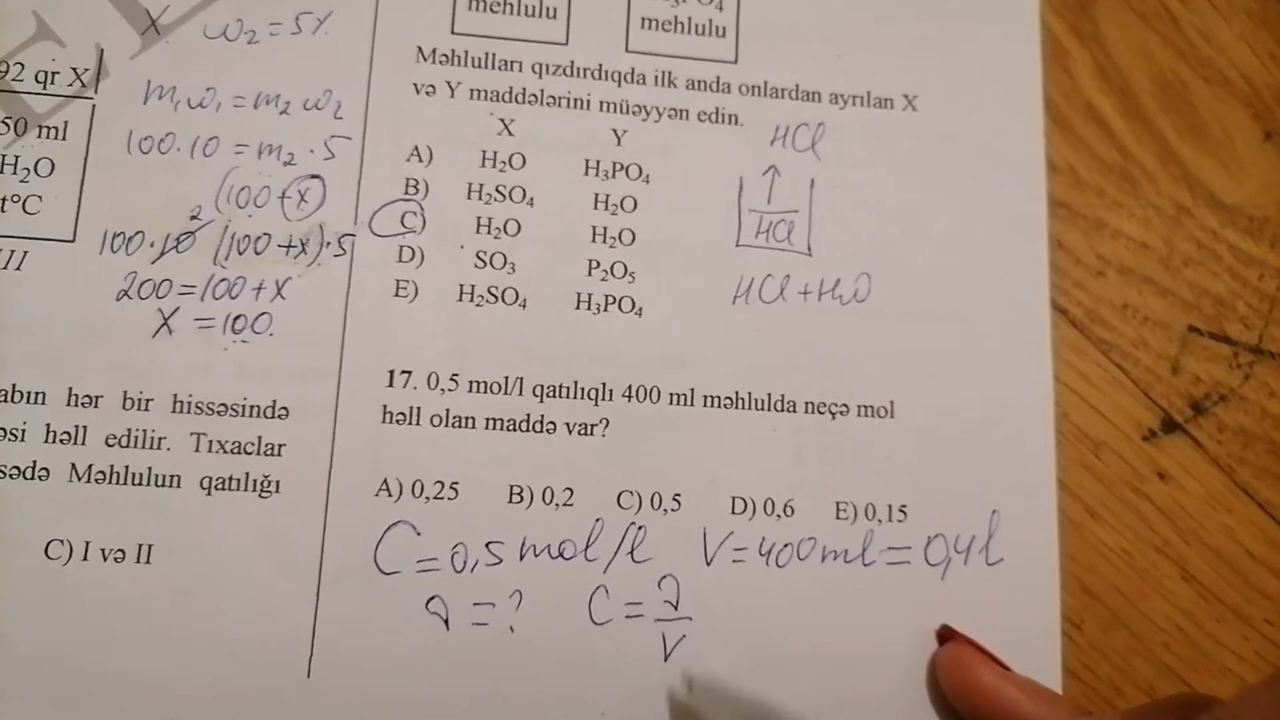 X ω₂=5%
92 qr X
m₁ω₁=m₂ω₂
50 ml
H₂O
t°C
100·10=m₂·5
(100+x)
2
100·10 (100+x)·5
200=100+x
X=100.
III
abın hər bir hissəsində
əsi həll edilir. Tıxaclar
sədə Məhlulun qatılığı
C) I və II
mehlulu
mehlulu
Məhlulları qızdırdıqda ilk anda onlardan ayrılan X
və Y maddələrini müəyyən edin.
X Y
A) H₂O H₃PO₄
B) H₂SO₄ H₂O
C) H₂O H₂O
D) SO₃ P₂O₅
E) H₂SO₄ H₃PO₄
HCl
HCl
HCl+H₂O
17. 0,5 mol/l qatılıqlı 400 ml məhlulda neçə mol
həll olan maddə var?
A) 0,25 B) 0,2 C) 0,5 D) 0,6 E) 0,15
C=0,5 mol/l V=400ml=0,4l
ϑ=? C=ϑ/V